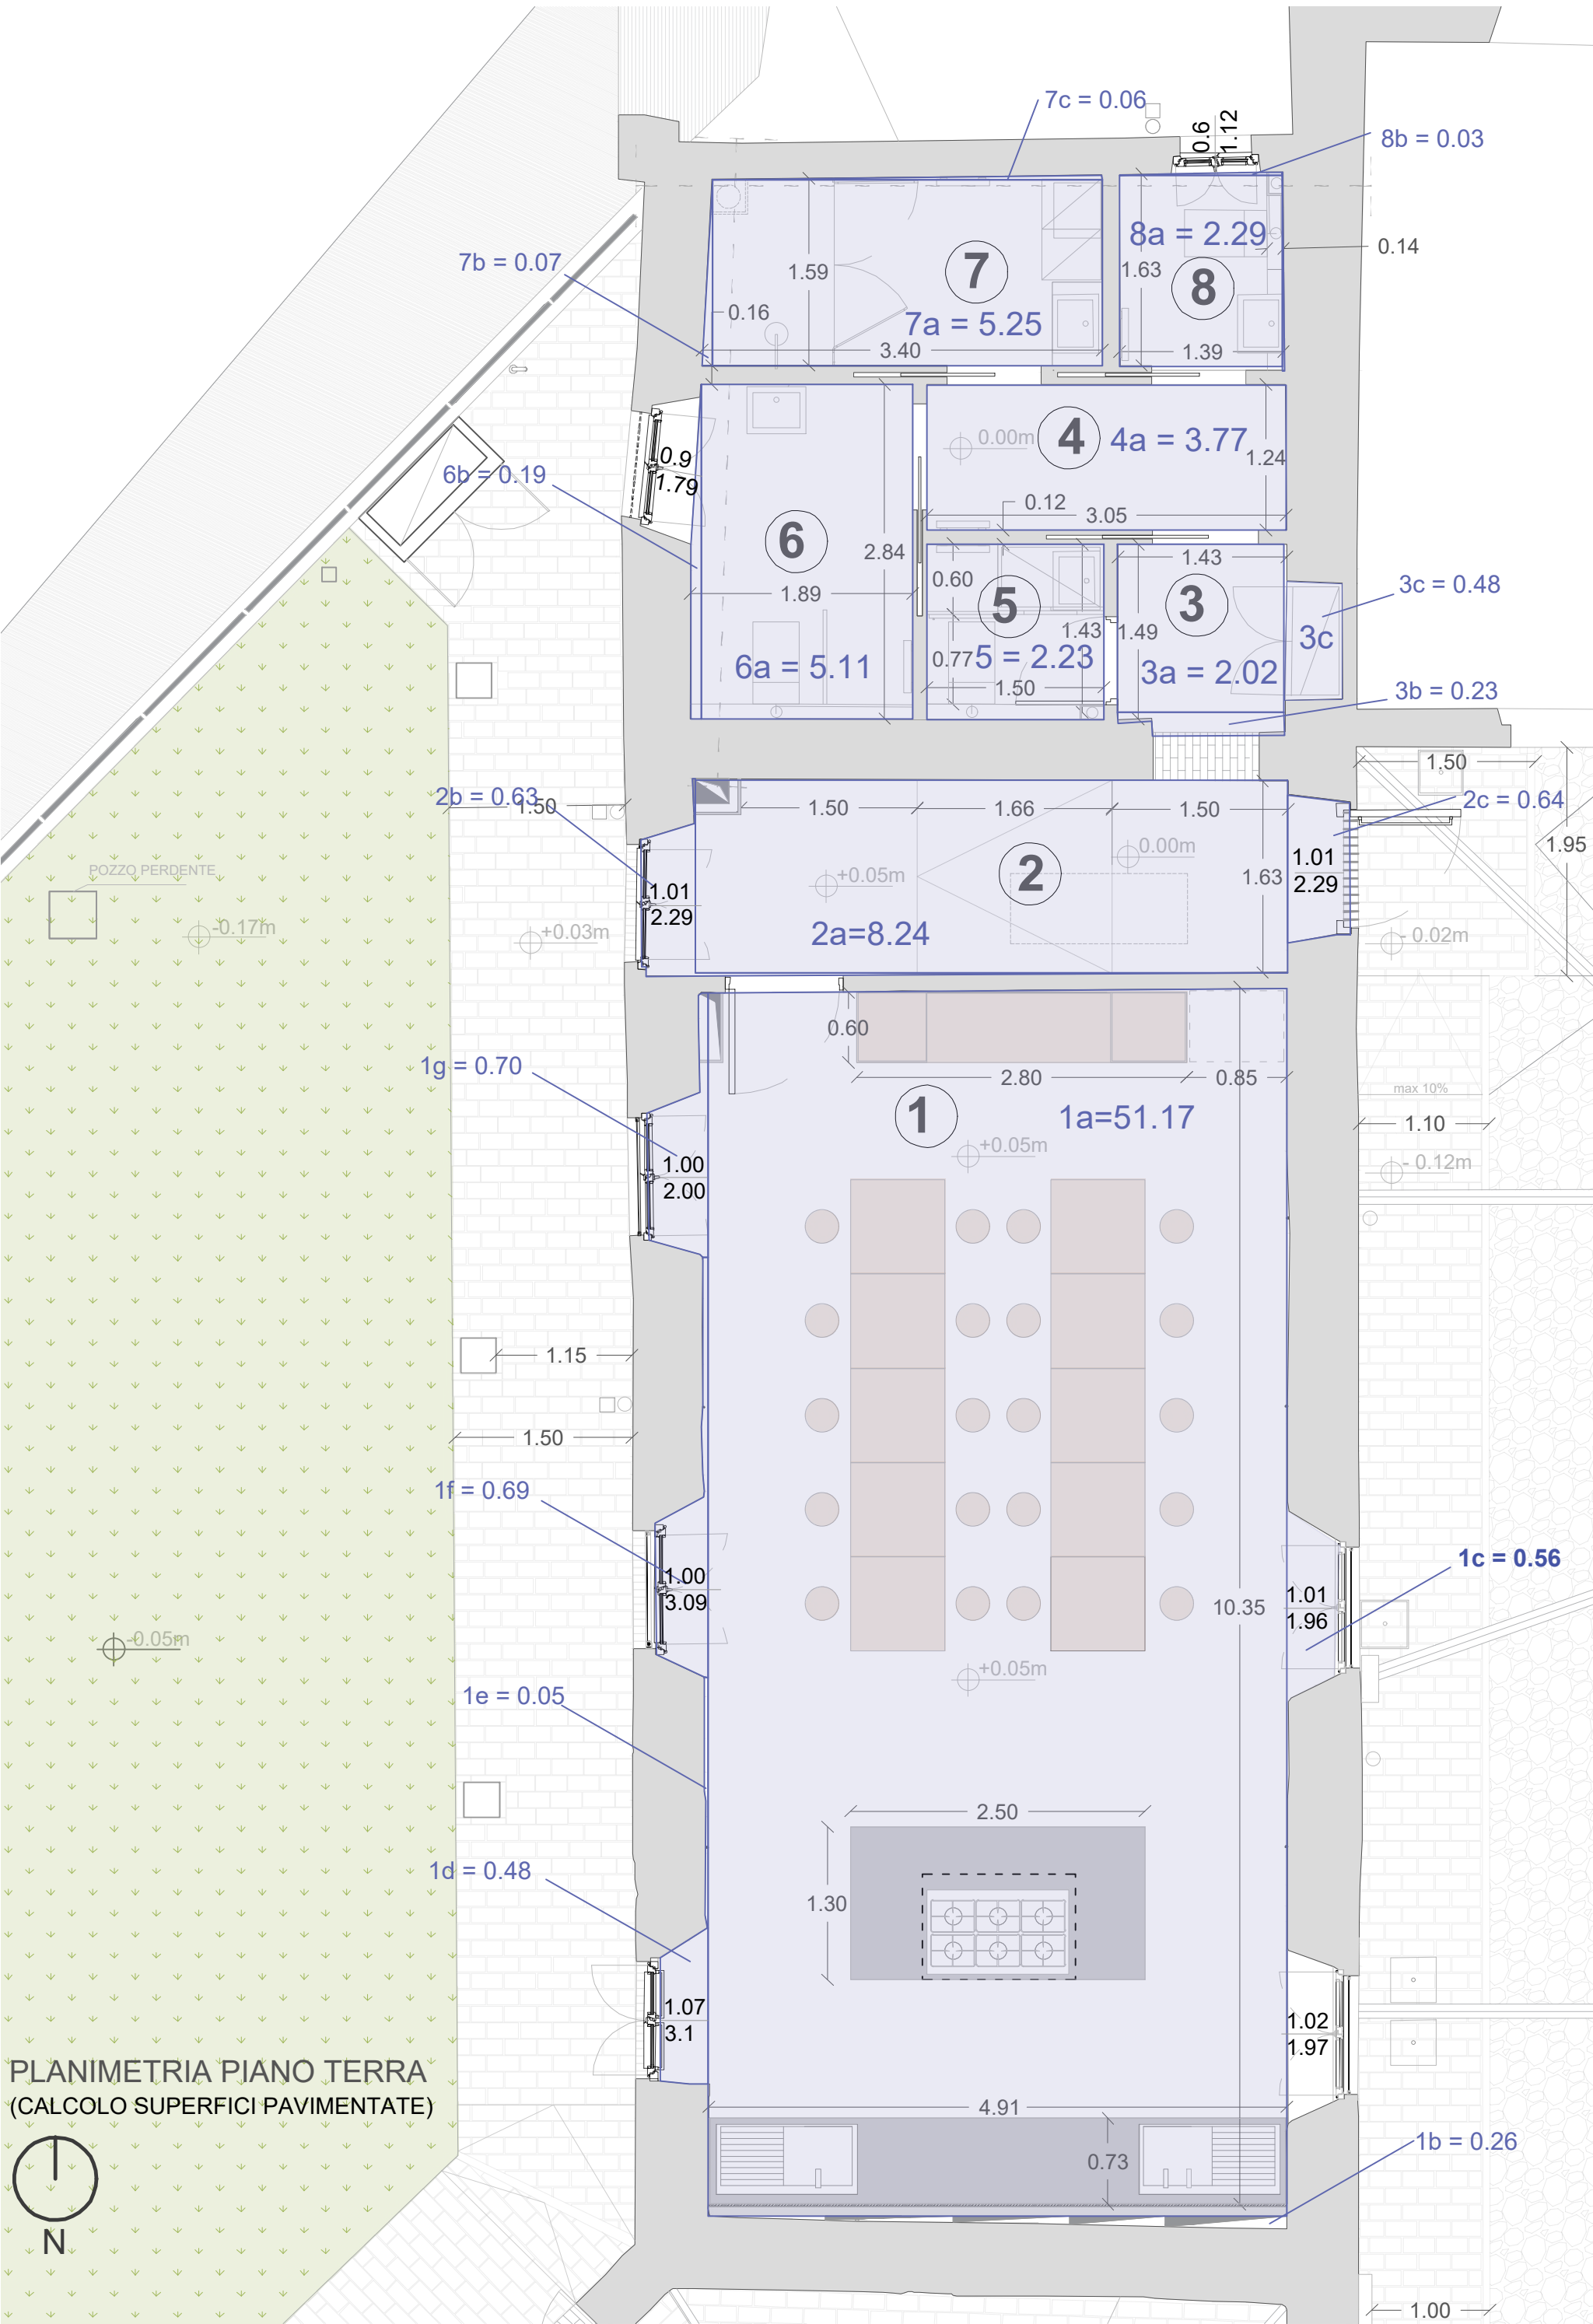 7c = 0.06
0.6
1.12
8b = 0.03
8a = 2.29
0.14
7b = 0.07
1.59
7
1.63
8
0.16
7a = 5.25
3.40
1.39
0.9
1.79
6b = 0.19
0.00m
4
4a = 3.77
1.24
0.12
3.05
6
2.84
1.43
0.60
5
3
3c = 0.48
1.89
1.43
1.49
3c
6a = 5.11
0.77
5 = 2.23
3a = 2.02
1.50
3b = 0.23
1.50
2b = 0.63
1.50
1.50
1.66
1.50
2c = 0.64
1.95
POZZO PERDENTE
0.00m
1.01
2.29
+0.05m
2
1.63
1.01
2.29
-0.17m
+0.03m
2a=8.24
- 0.02m
0.60
1g = 0.70
2.80
0.85
max 10%
1
1a=51.17
1.10
+0.05m
1.00
2.00
- 0.12m
1.15
1.50
1f = 0.69
1c = 0.56
1.00
3.09
10.35
1.01
1.96
-0.05m
+0.05m
1e = 0.05
2.50
1d = 0.48
1.30
1.07
3.1
1.02
1.97
PLANIMETRIA PIANO TERRA
(CALCOLO SUPERFICI PAVIMENTATE)
4.91
0.73
1b = 0.26
N
1.00